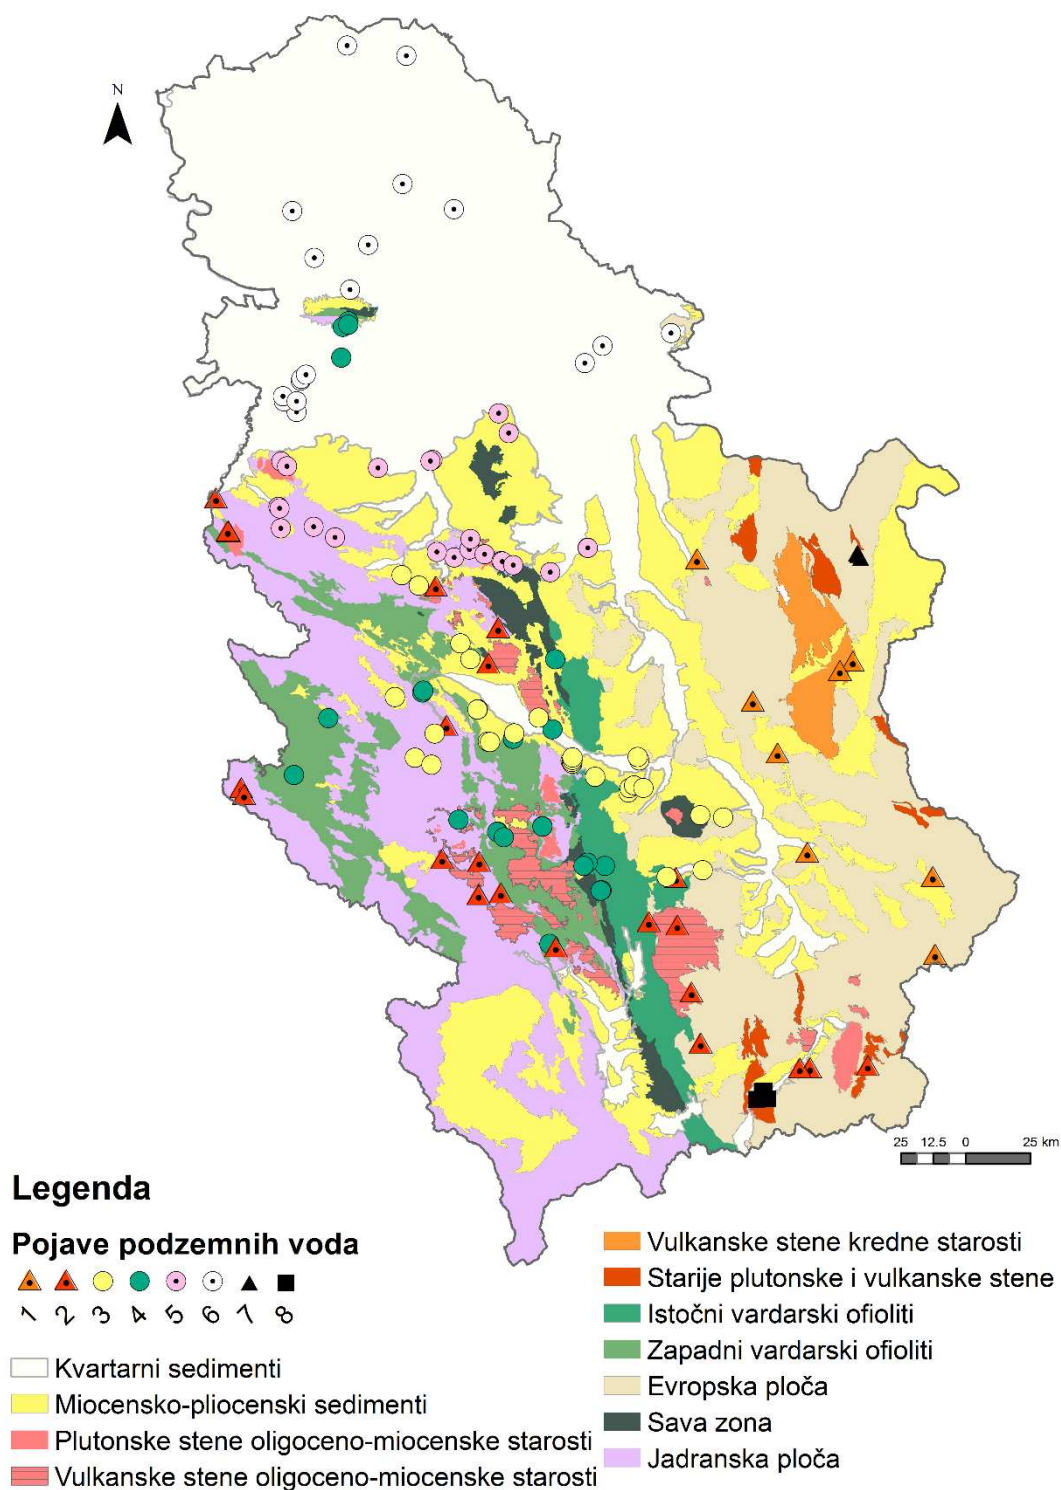 N
25 12.5 0 25 km
Legenda
Pojave podzemnih voda
1 2 3 4 5 6 7 8
Kvartarni sedimenti
Miocensko-pliocenski sedimenti
Plutonske stene oligoceno-miocenske starosti
Vulkanske stene oligoceno-miocenske starosti
Vulkanske stene kredne starosti
Starije plutonske i vulkanske stene
Istočni vardarski ofioliti
Zapadni vardarski ofioliti
Evropska ploča
Sava zona
Jadranska ploča